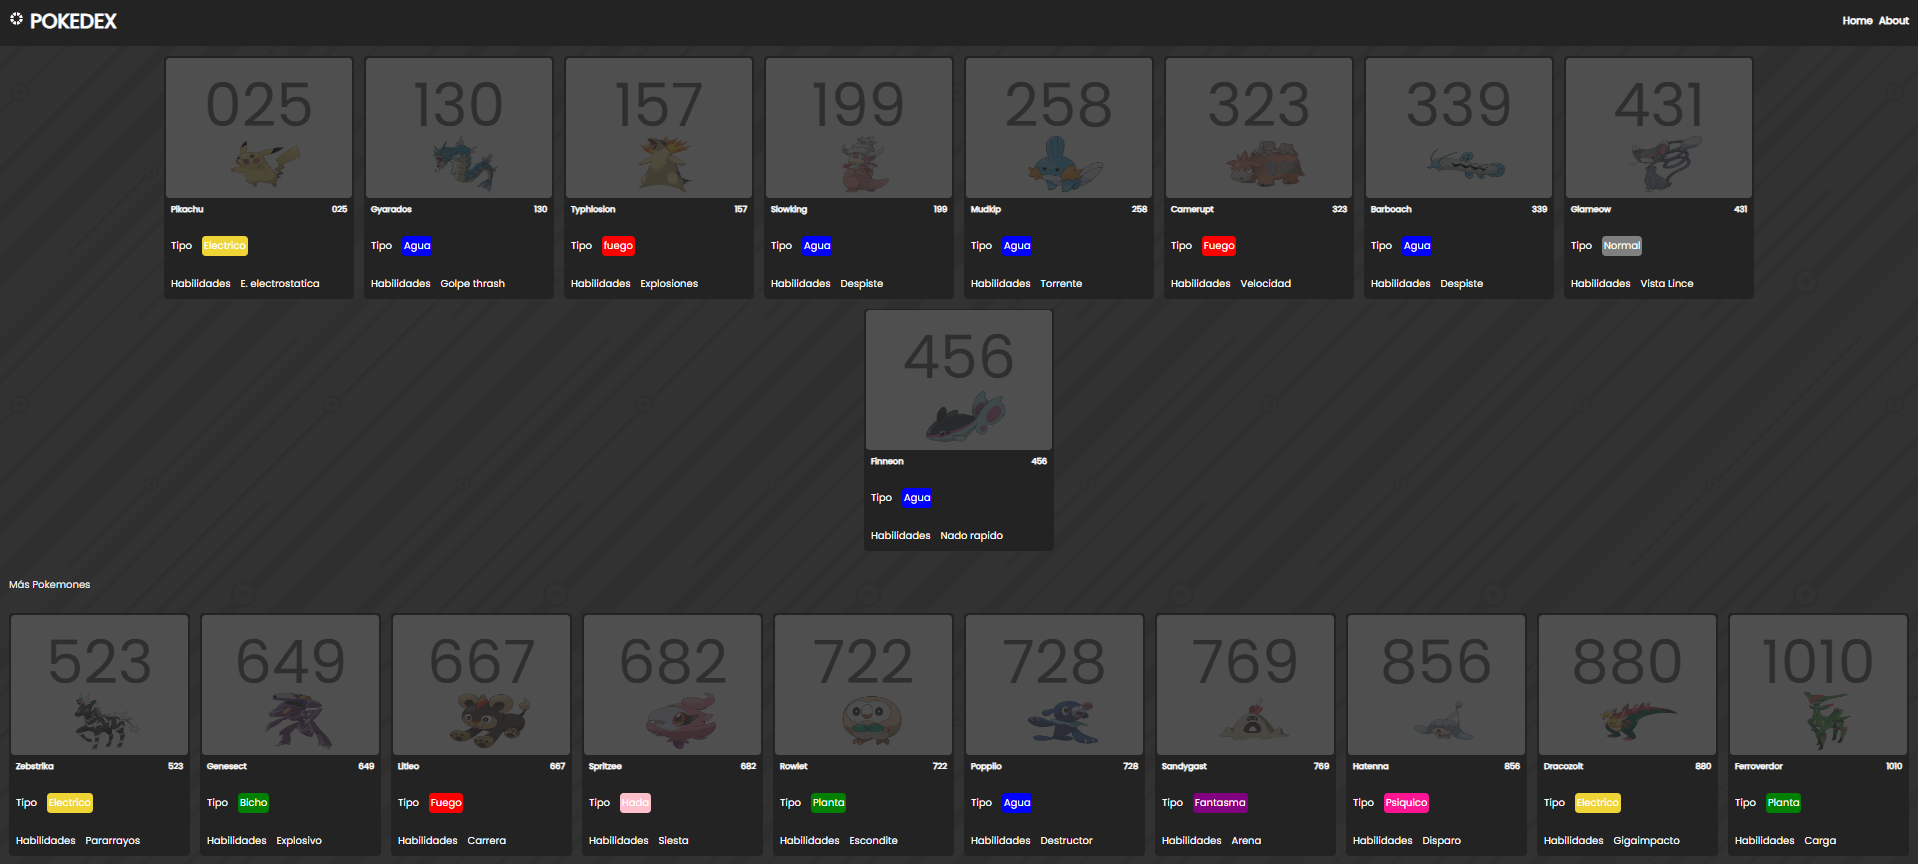 POKEDEX
Home About
025
Pikachu 025
Tipo Electrico
Habilidades E. electrostatica
130
Gyarados 130
Tipo Agua
Habilidades Golpe thrash
157
Typhlosion 157
Tipo fuego
Habilidades Explosiones
199
Slowking 199
Tipo Agua
Habilidades Despiste
258
Mudkip 258
Tipo Agua
Habilidades Torrente
323
Camerupt 323
Tipo Fuego
Habilidades Velocidad
339
Barboach 339
Tipo Agua
Habilidades Despiste
431
Glameow 431
Tipo Normal
Habilidades Vista Lince
456
Finneon 456
Tipo Agua
Habilidades Nado rapido
Más Pokemones
523
Zebstrika 523
Tipo Electrico
Habilidades Pararrayos
649
Genesect 649
Tipo Bicho
Habilidades Explosivo
667
Litleo 667
Tipo Fuego
Habilidades Carrera
682
Spritzee 682
Tipo Hada
Habilidades Siesta
722
Rowlet 722
Tipo Planta
Habilidades Escondite
728
Popplio 728
Tipo Agua
Habilidades Destructor
769
Sandygast 769
Tipo Fantasma
Habilidades Arena
856
Hatenna 856
Tipo Psiquico
Habilidades Disparo
880
Dracozolt 880
Tipo Electrico
Habilidades Gigaimpacto
1010
Ferroverdor 1010
Tipo Planta
Habilidades Carga